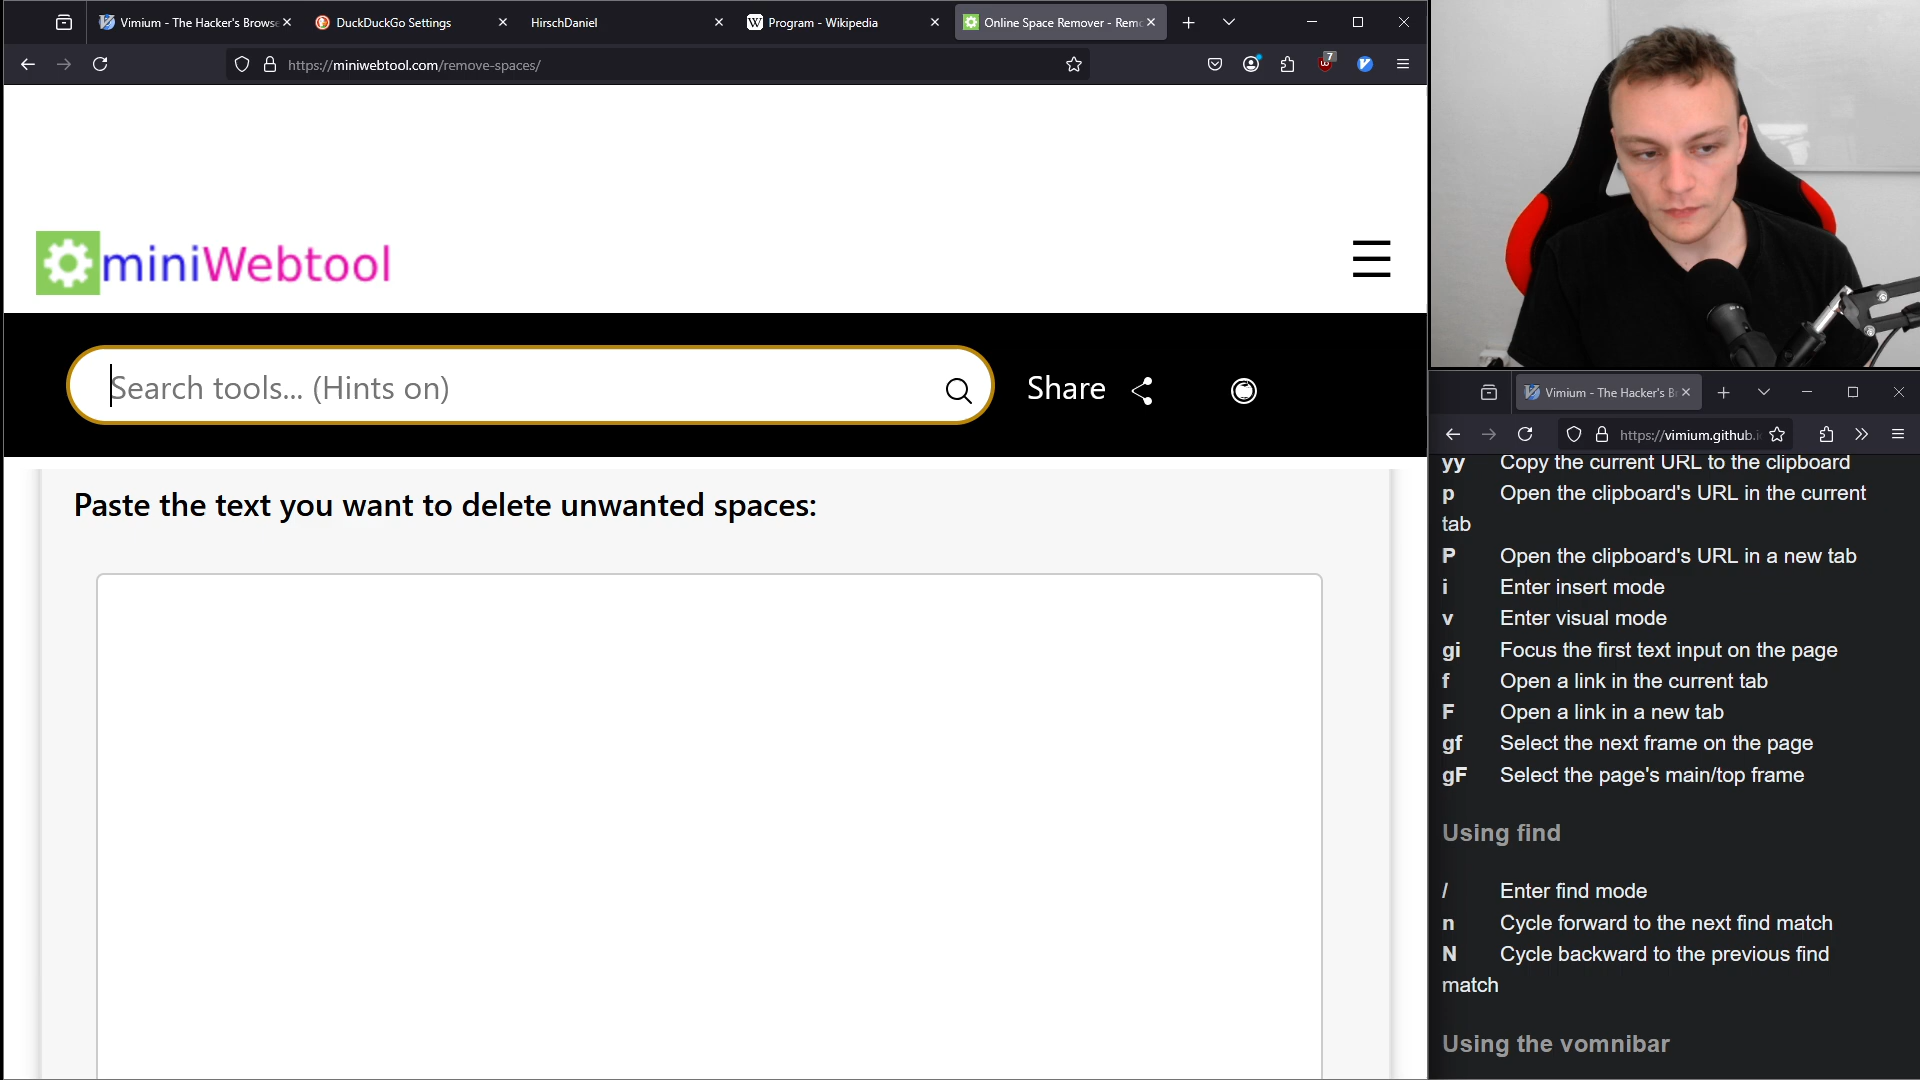 Vimium - The Hacker's Browse
DuckDuckGo Settings
HirschDaniel
Program - Wikipedia
Online Space Remover - Remo
https://miniwebtool.com/remove-spaces/
7
miniWebtool
Search tools... (Hints on)
Share
Paste the text you want to delete unwanted spaces:
Vimium - The Hacker's Br
https://vimium.github.i
yy Copy the current URL to the clipboard
p Open the clipboard's URL in the current
tab
P Open the clipboard's URL in a new tab
i Enter insert mode
v Enter visual mode
gi Focus the first text input on the page
f Open a link in the current tab
F Open a link in a new tab
gf Select the next frame on the page
gF Select the page's main/top frame
Using find
/ Enter find mode
n Cycle forward to the next find match
N Cycle backward to the previous find
match
Using the vomnibar